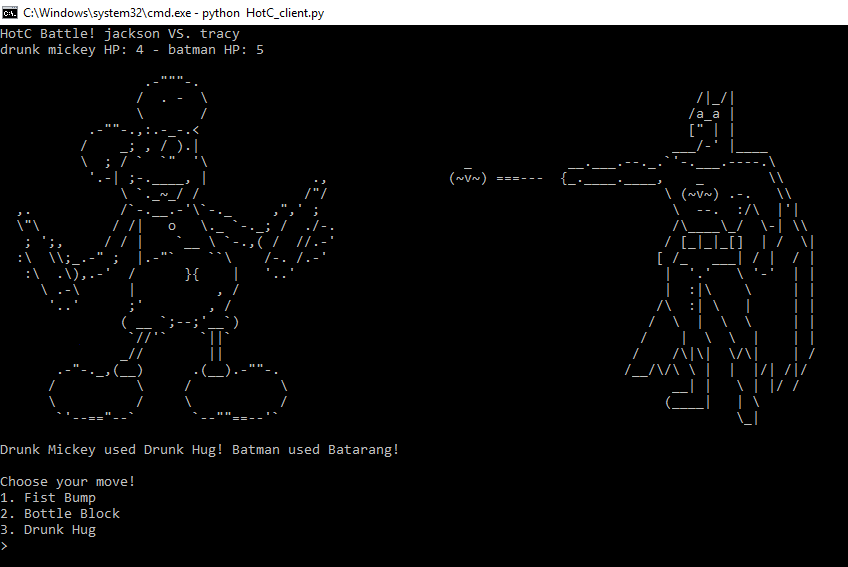 C:\Windows\system32\cmd.exe - python  HotC_client.py
HotC Battle! jackson VS. tracy
drunk mickey HP: 4 - batman HP: 5
Drunk Mickey used Drunk Hug! Batman used Batarang!
Choose your move!
1. Fist Bump
2. Bottle Block
3. Drunk Hug
>